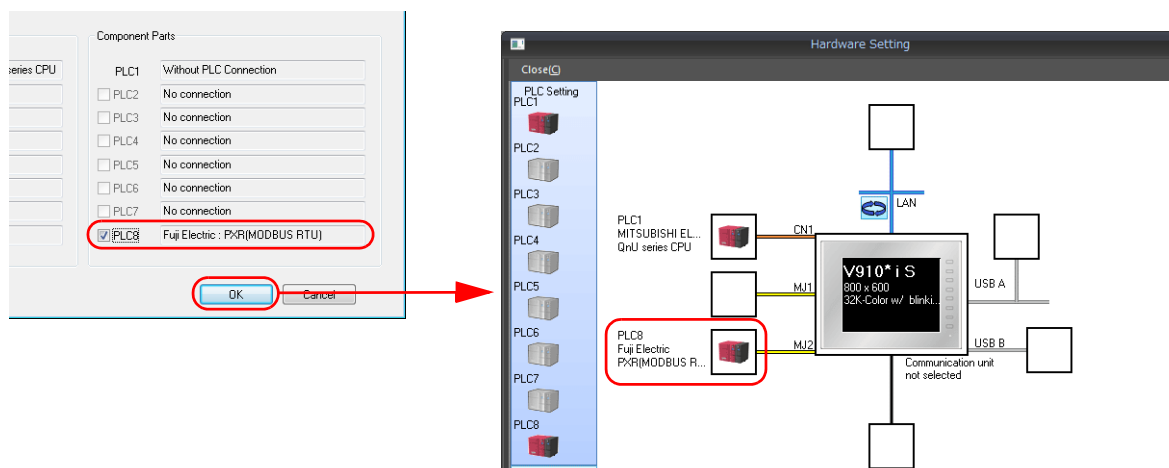 Component Parts
series CPU
PLC1 Without PLC Connection
PLC2 No connection
PLC3 No connection
PLC4 No connection
PLC5 No connection
PLC6 No connection
PLC7 No connection
PLC8 Fuji Electric : PXR(MODBUS RTU)
OK Cancel
Hardware Setting
Close(C)
PLC Setting
PLC1
PLC2
PLC3
PLC4
PLC5
PLC6
PLC7
PLC8
LAN
PLC1
MITSUBISHI EL...
QnU series CPU
CN1
V910* i S
800 x 600
32K-Color w/ blinki...
MJ1
USB A
PLC8
Fuji Electric
PXR(MODBUS R...
MJ2
USB B
Communication unit
not selected